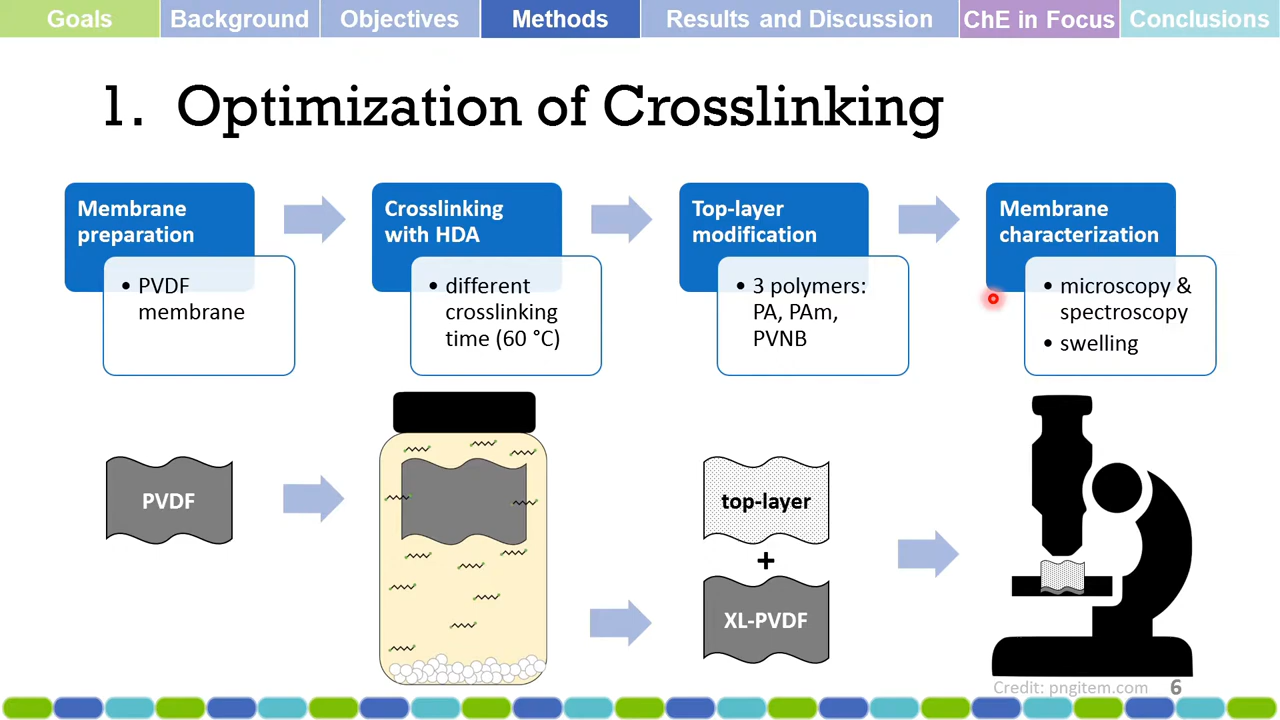 Goals
Background
Objectives
Methods
Results and Discussion
ChE in Focus
Conclusions
1. Optimization of Crosslinking
Membrane
preparation
• PVDF
membrane
Crosslinking
with HDA
• different
crosslinking
time (60 °C)
Top-layer
modification
• 3 polymers:
PA, PAm,
PVNB
Membrane
characterization
• microscopy &
spectroscopy
• swelling
PVDF
top-layer
+
XL-PVDF
Credit: pngitem.com
6